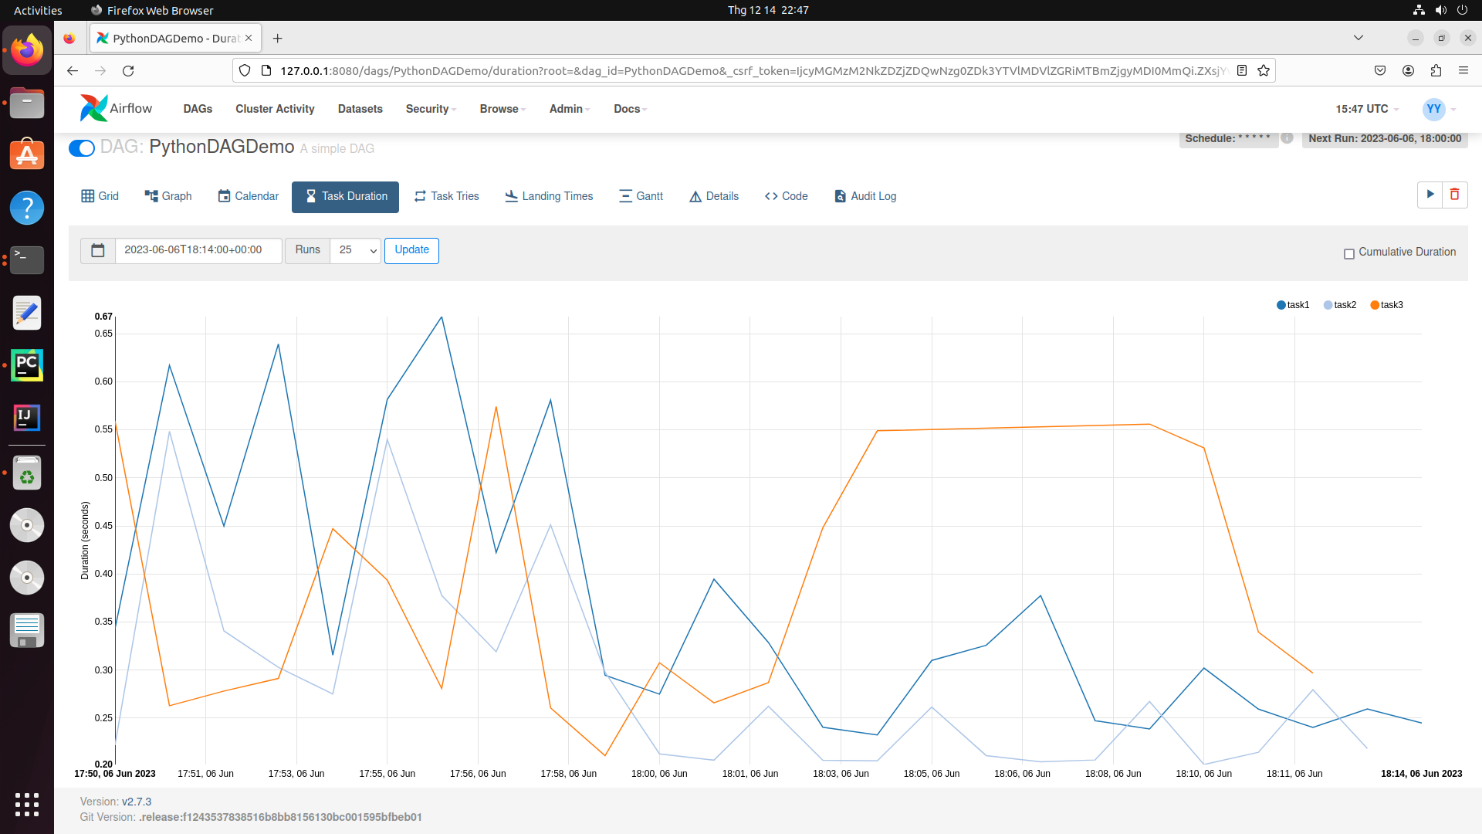 Activities Firefox Web Browser Thg 12 14 22:47
PythonDAGDemo - Durat
127.0.0.1:8080/dags/PythonDAGDemo/duration?root=&dag_id=PythonDAGDemo&_csrf_token=
Airflow DAGs Cluster Activity Datasets Security Browse Admin Docs 15:47 UTC YY
DAG: PythonDAGDemo A simple DAG Schedule: * * * * * Next Run: 2023-06-06, 18:00:00
Grid Graph Calendar Task Duration Task Tries Landing Times Gantt Details <> Code Audit Log
2023-06-06T18:14:00+00:00 Runs 25 Update Cumulative Duration
task1 task2 task3
0.67
0.65
0.60
0.55
0.50
0.45
0.40
0.35
0.30
0.25
0.20
Duration (seconds)
17:50, 06 Jun 2023 17:51, 06 Jun 17:53, 06 Jun 17:55, 06 Jun 17:56, 06 Jun 17:58, 06 Jun 18:00, 06 Jun 18:01, 06 Jun 18:03, 06 Jun 18:05, 06 Jun 18:06, 06 Jun 18:08, 06 Jun 18:10, 06 Jun 18:11, 06 Jun 18:14, 06 Jun 2023
Version: v2.7.3
Git Version: .release:f1243537838516b8bb8156130bc001595bfbeb01
PC
IJ